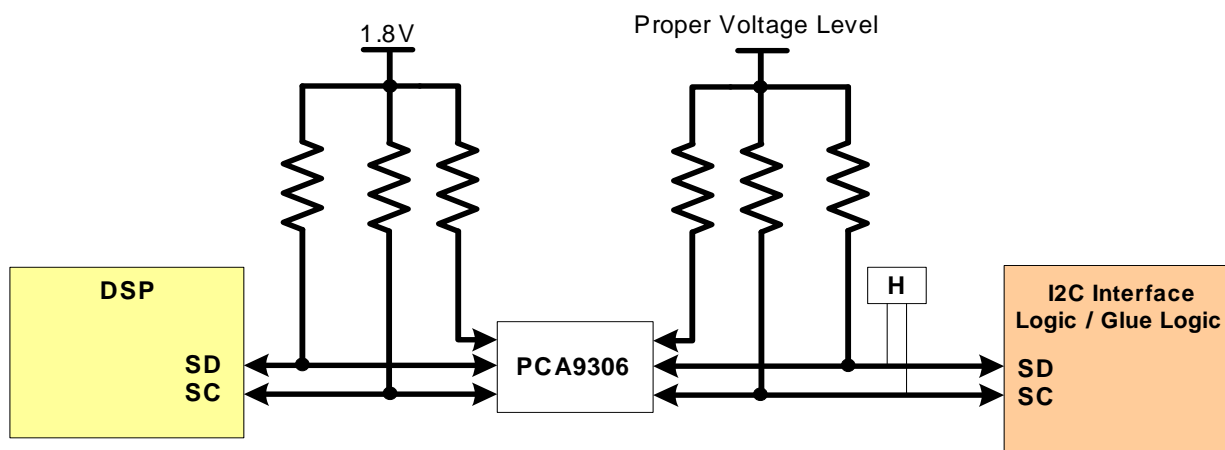 1.8V
Proper Voltage Level
DSP
SD
SC
PCA9306
H
I2C Interface
Logic / Glue Logic
SD
SC